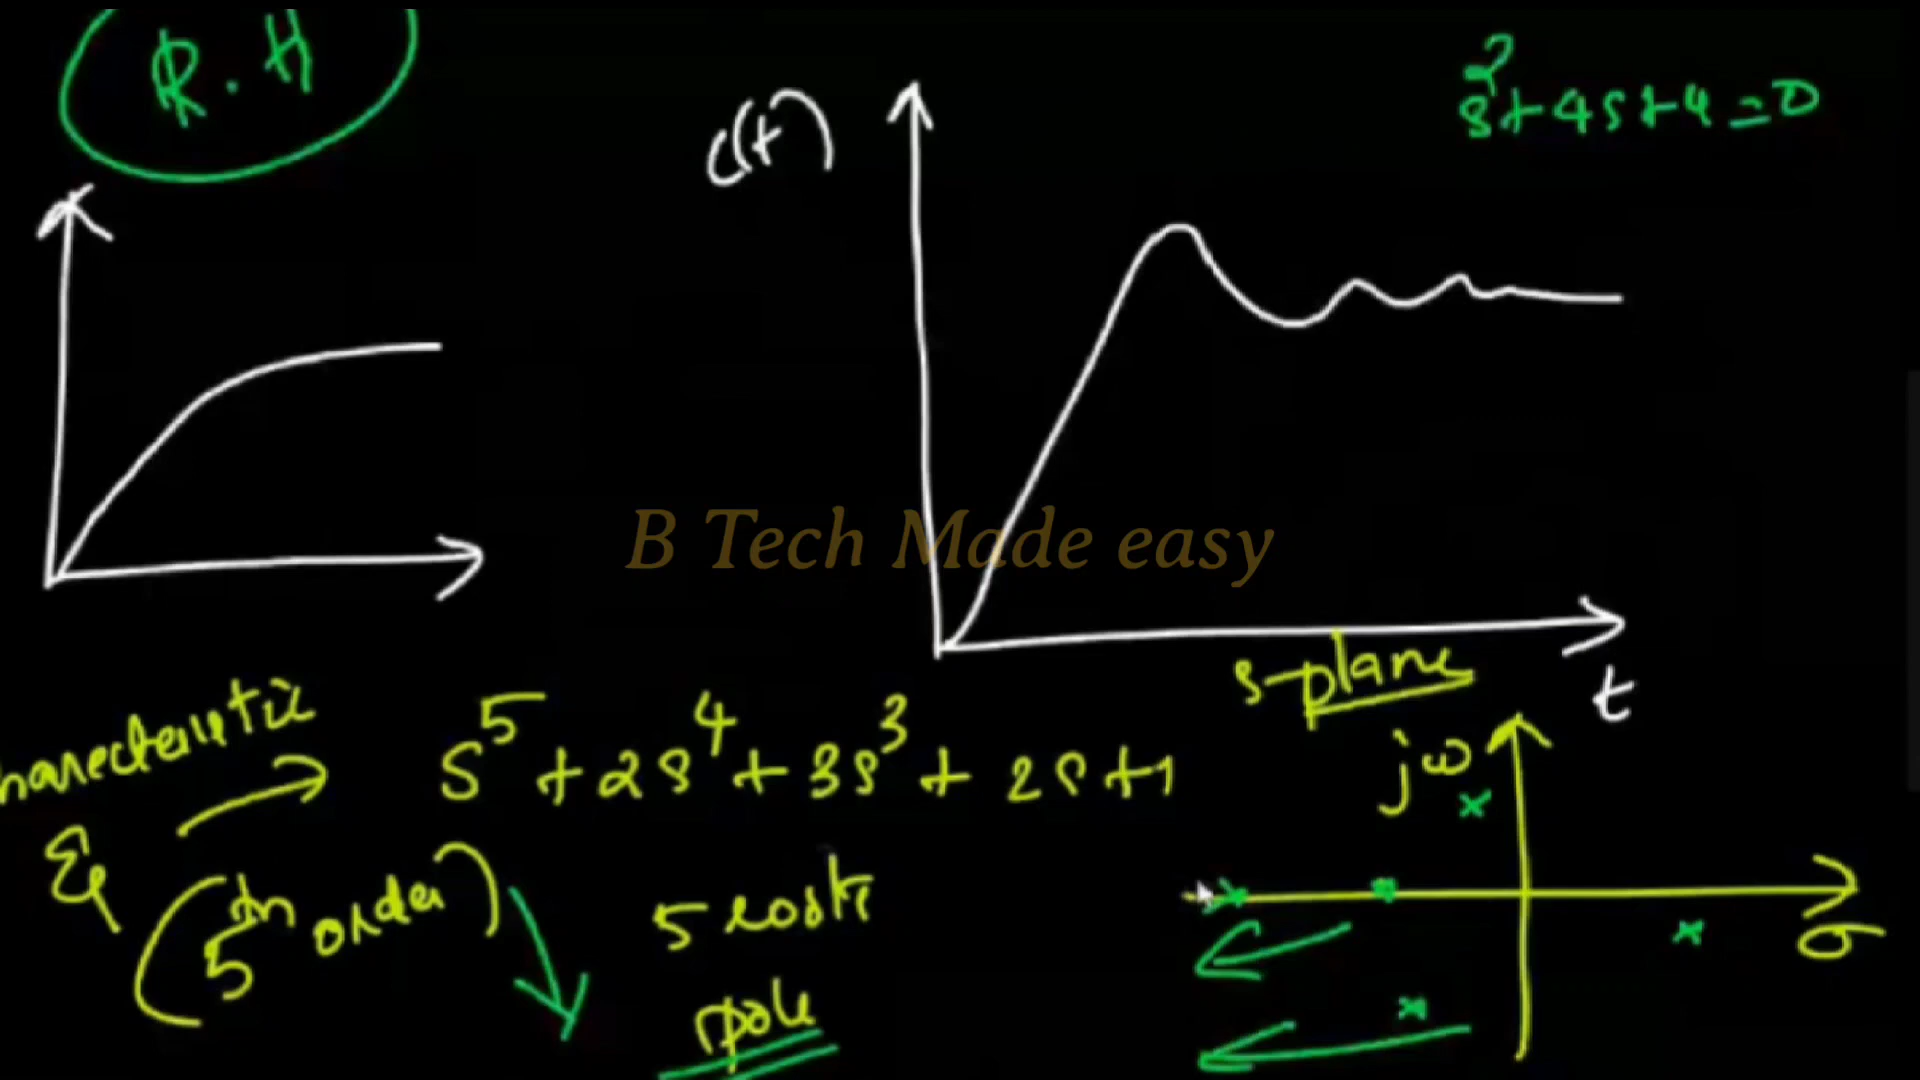 R.H
s²+4s+4=0
c(t)
B Tech Made easy
s-plane
t
harecteristic
Eq
s⁵+2s⁴+3s³+2s+1
jω
(5th order)
5 roots
σ
pole